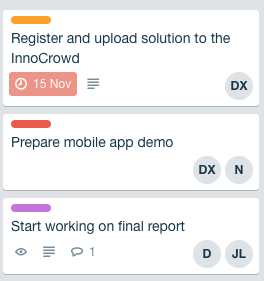 Register and upload solution to the
InnoCrowd
15 Nov
DX
Prepare mobile app demo
DX N
Start working on final report
1
D JL